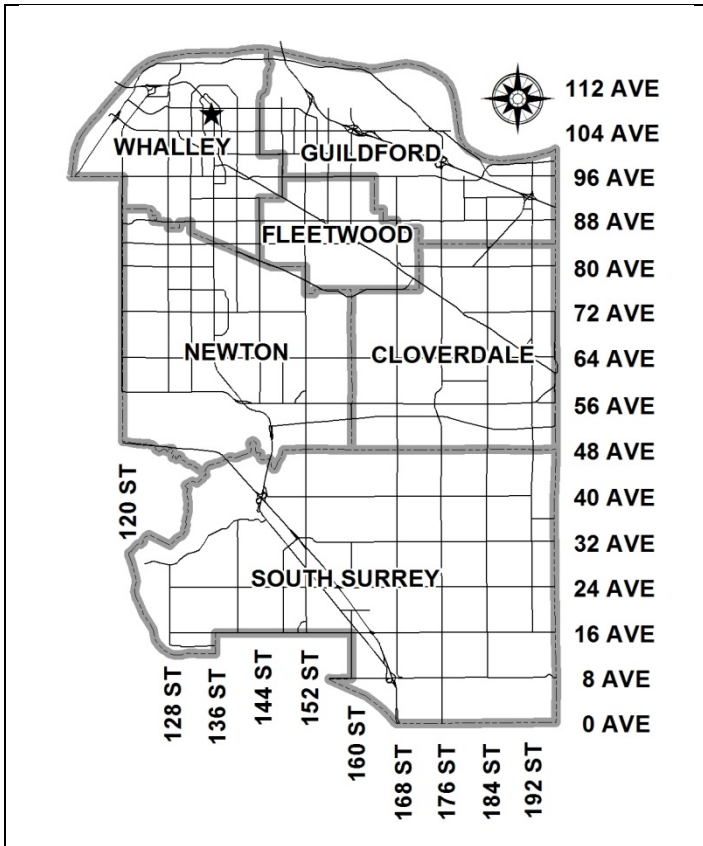 112 AVE
104 AVE
WHALLEY
GUILDFORD
96 AVE
88 AVE
FLEETWOOD
80 AVE
72 AVE
NEWTON
CLOVERDALE
64 AVE
56 AVE
48 AVE
120 ST
40 AVE
32 AVE
SOUTH SURREY
24 AVE
16 AVE
8 AVE
0 AVE
128 ST
136 ST
144 ST
152 ST
160 ST
168 ST
176 ST
184 ST
192 ST